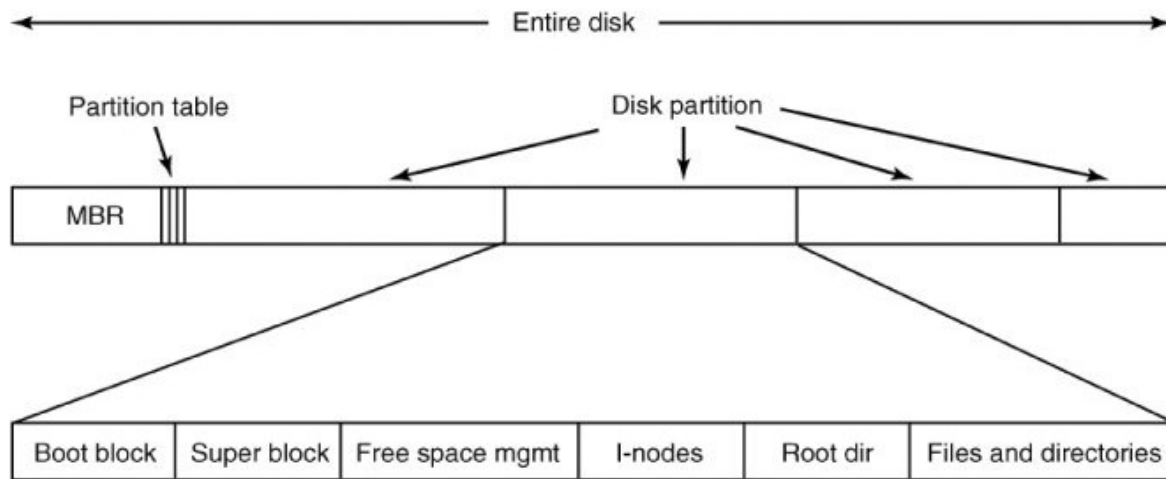 Entire disk
Partition table
Disk partition
MBR
Boot block
Super block
Free space mgmt
I-nodes
Root dir
Files and directories